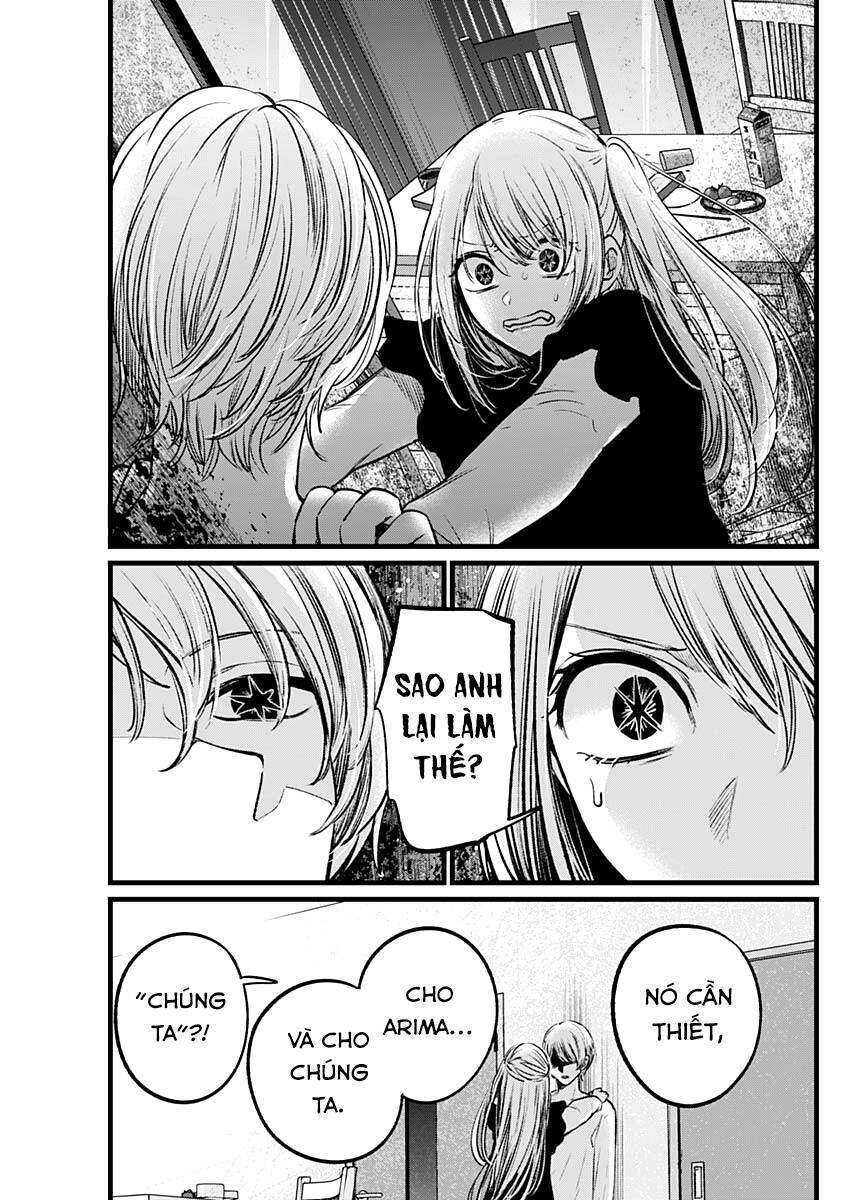 SAO ANH
LẠI LÀM
THẾ?
NÓ CẦN
THIẾT,
CHO
ARIMA...
VÀ CHO
CHÚNG
TA.
"CHÚNG
TA"?!